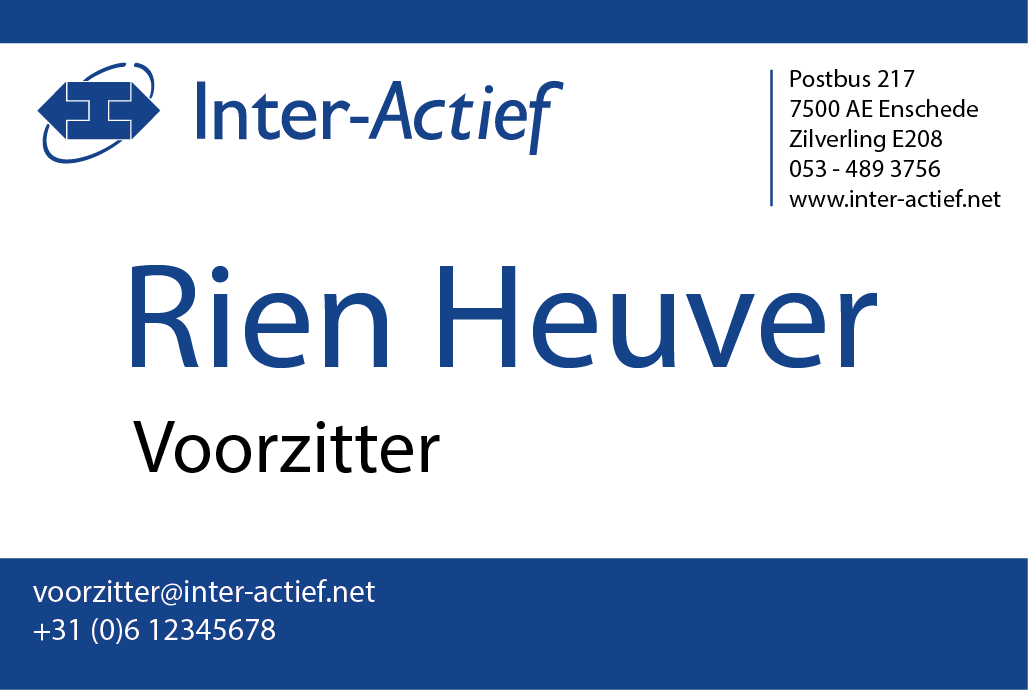 Inter-Actief
Postbus 217
7500 AE Enschede
Zilverling E208
053 - 489 3756
www.inter-actief.net
Rien Heuver
Voorzitter
voorzitter@inter-actief.net
+31 (0)6 12345678